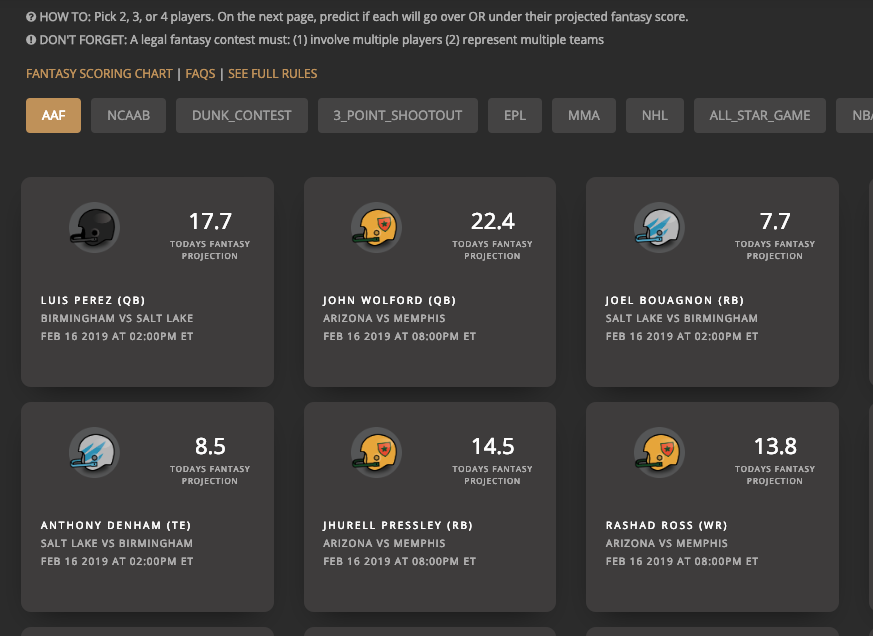 HOW TO: Pick 2, 3, or 4 players. On the next page, predict if each will go over OR under their projected fantasy score.
DON'T FORGET: A legal fantasy contest must: (1) involve multiple players (2) represent multiple teams
FANTASY SCORING CHART | FAQS | SEE FULL RULES
AAF NCAAB DUNK_CONTEST 3_POINT_SHOOTOUT EPL MMA NHL ALL_STAR_GAME
17.7
TODAYS FANTASY
PROJECTION
LUIS PEREZ (QB)
BIRMINGHAM VS SALT LAKE
FEB 16 2019 AT 02:00PM ET
22.4
TODAYS FANTASY
PROJECTION
JOHN WOLFORD (QB)
ARIZONA VS MEMPHIS
FEB 16 2019 AT 08:00PM ET
7.7
TODAYS FANTASY
PROJECTION
JOEL BOUAGNON (RB)
SALT LAKE VS BIRMINGHAM
FEB 16 2019 AT 02:00PM ET
8.5
TODAYS FANTASY
PROJECTION
ANTHONY DENHAM (TE)
SALT LAKE VS BIRMINGHAM
FEB 16 2019 AT 02:00PM ET
14.5
TODAYS FANTASY
PROJECTION
JHURELL PRESSLEY (RB)
ARIZONA VS MEMPHIS
FEB 16 2019 AT 08:00PM ET
13.8
TODAYS FANTASY
PROJECTION
RASHAD ROSS (WR)
ARIZONA VS MEMPHIS
FEB 16 2019 AT 08:00PM ET